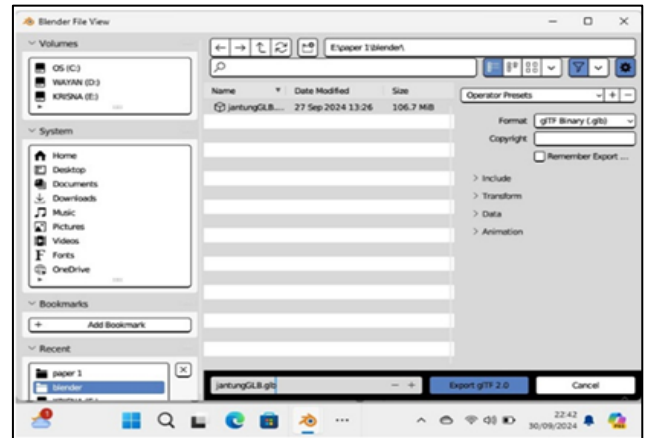 Blender File View
Volumes
OS (C:)
WAYAN (D:)
KRISNA (E:)
System
Home
Desktop
Documents
Downloads
Music
Pictures
Videos
Fonts
OneDrive
Bookmarks
+ Add Bookmark
Recent
paper 1
blender
E:\paper 1\blender\
Name Date Modified Size
jantungGLB.... 27 Sep 2024 13:26 106.7 MiB
jantungGLB.glb - +
Operator Presets + -
Format glTF Binary (.glb)
Copyright
Remember Export ...
> Include
> Transform
> Data
> Animation
Export glTF 2.0 Cancel
22:42
30/09/2024